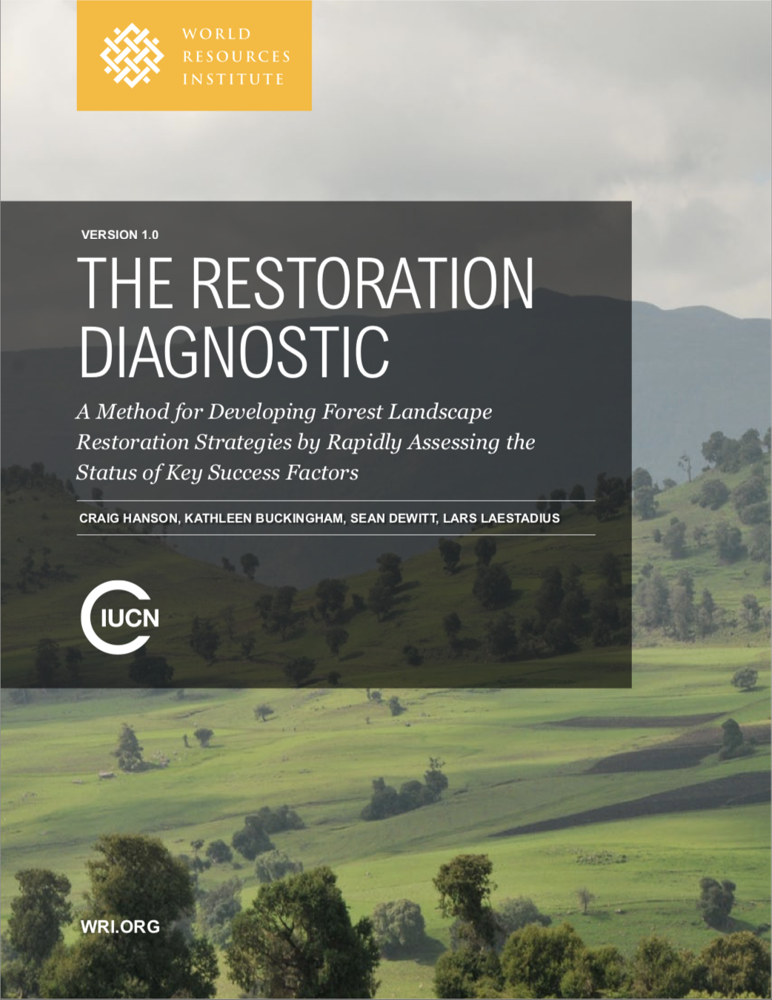 WORLD
RESOURCES
INSTITUTE
VERSION 1.0
THE RESTORATION
DIAGNOSTIC
A Method for Developing Forest Landscape
Restoration Strategies by Rapidly Assessing the
Status of Key Success Factors
CRAIG HANSON, KATHLEEN BUCKINGHAM, SEAN DEWITT, LARS LAESTADIUS
IUCN
WRI.ORG